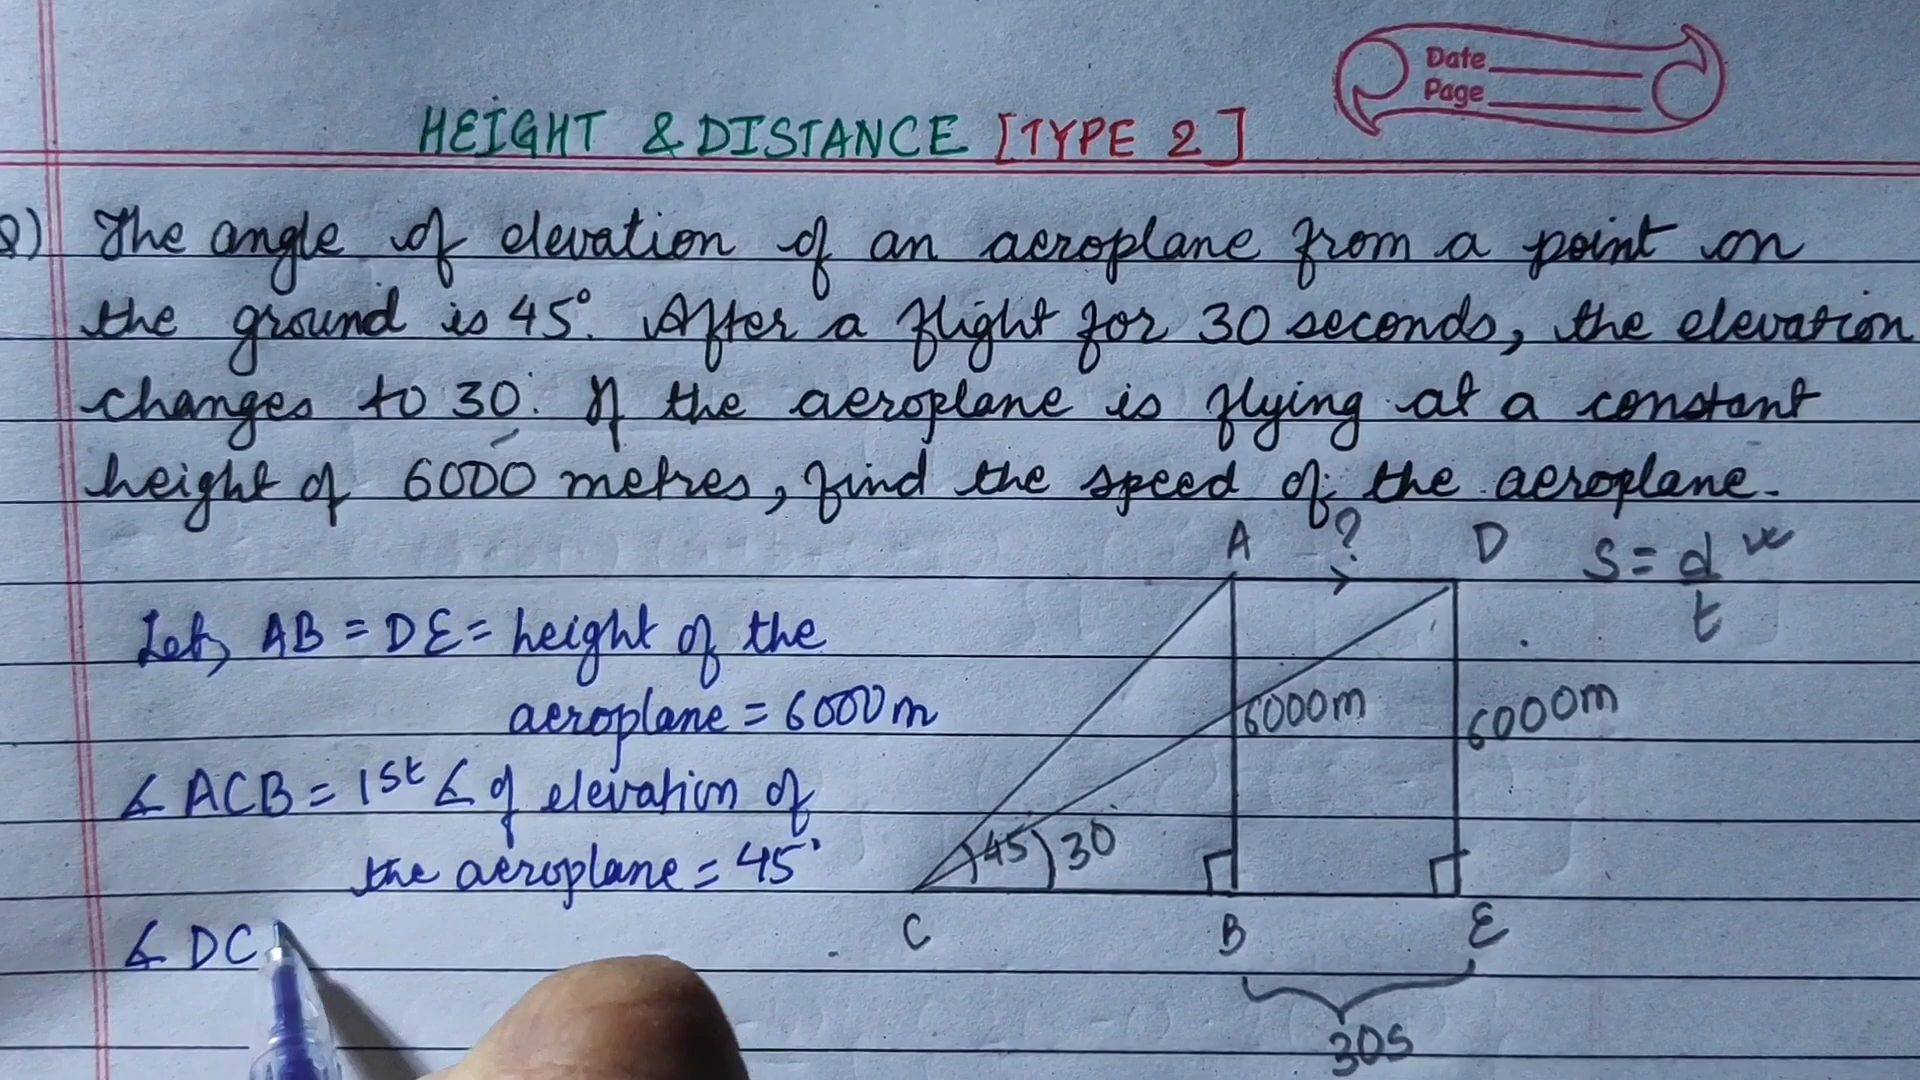 Date
Page
HEIGHT & DISTANCE [TYPE 2]
Q) The angle of elevation of an aeroplane from a point on
the ground is 45°. After a flight for 30 seconds, the elevation
changes to 30°. If the aeroplane is flying at a constant
height of 6000 metres, find the speed of the aeroplane.
A ? D S = d/t
Let, AB = DE = height of the
aeroplane = 6000m
6000m 6000m
∠ACB = 1st ∠ of elevation of
the aeroplane = 45°
45 30
C B E
∠DC
30s